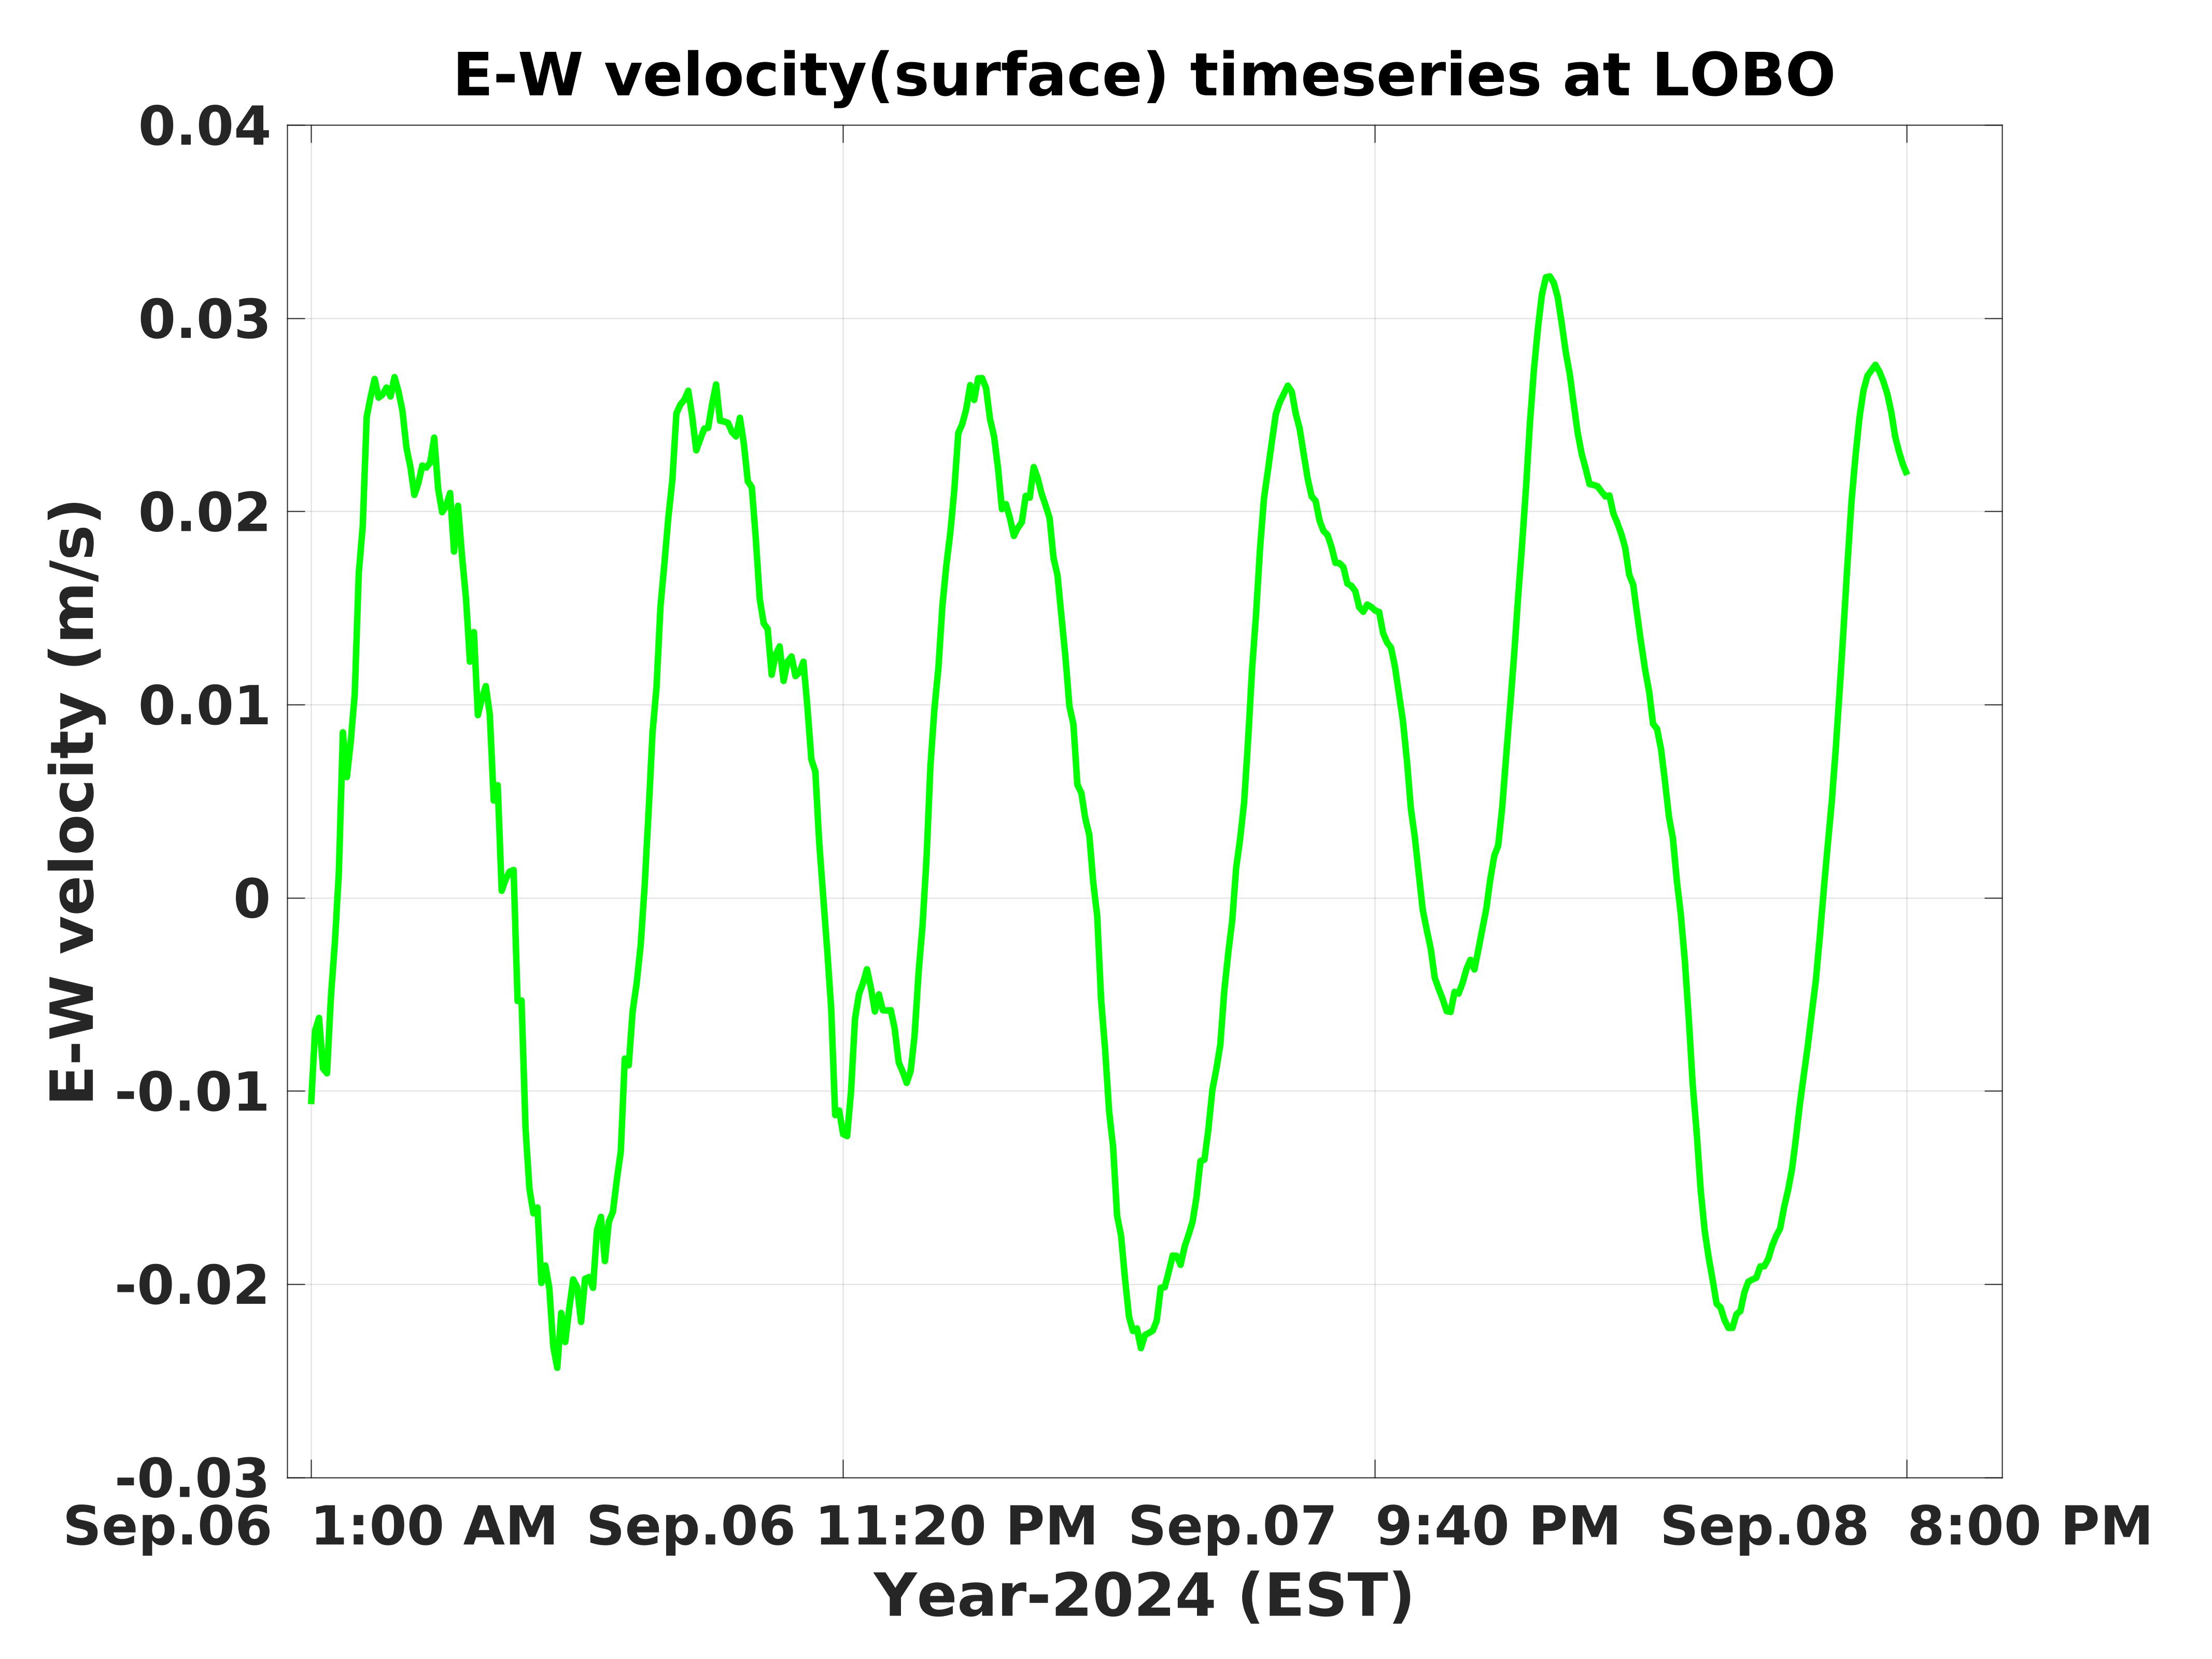 E-W velocity(surface) timeseries at LOBO
E-W velocity (m/s)
0.04
0.03
0.02
0.01
0
-0.01
-0.02
-0.03
Sep.06 1:00 AM Sep.06 11:20 PM Sep.07 9:40 PM Sep.08 8:00 PM
Year-2024 (EST)